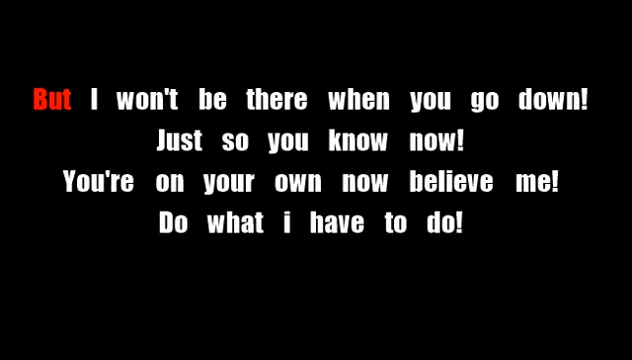 But I won't be there when you go down!
Just so you know now!
You're on your own now believe me!
Do what i have to do!